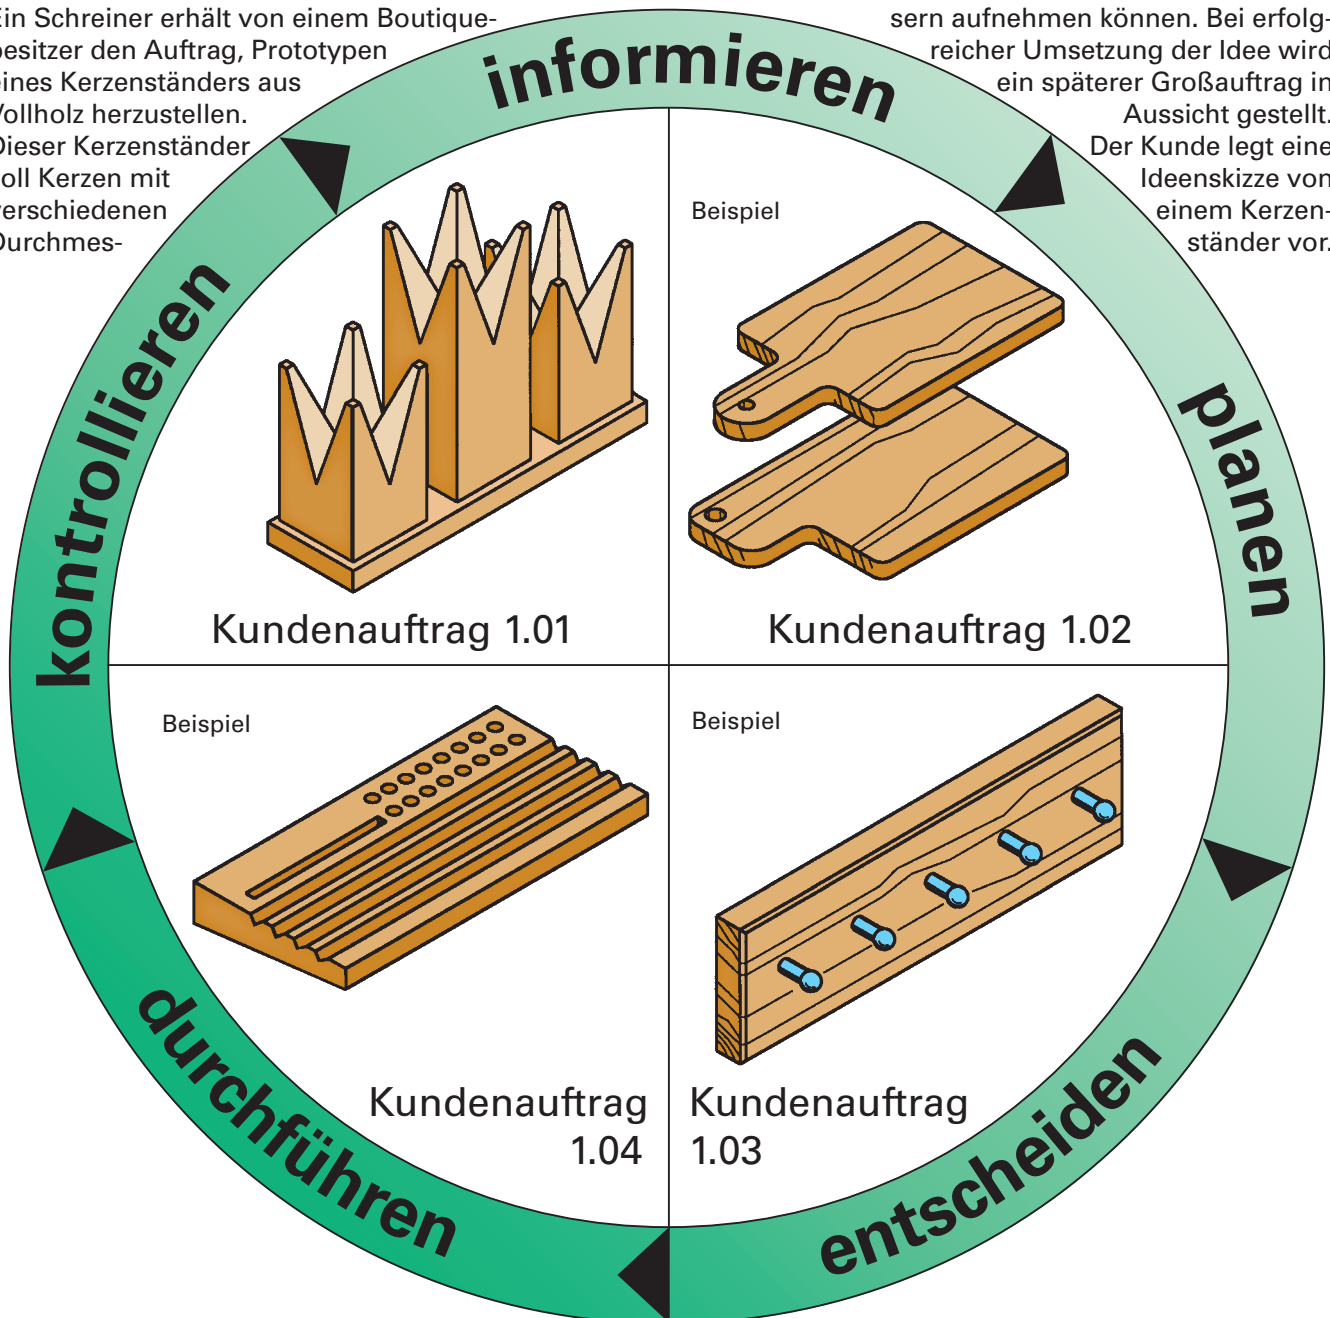 Ein Schreiner erhält von einem Boutique-
besitzer den Auftrag, Prototypen
eines Kerzenständers aus
Vollholz herzustellen.
Dieser Kerzenständer
soll Kerzen mit
verschiedenen
Durchmes-
sern aufnehmen können. Bei erfolg-
reicher Umsetzung der Idee wird
ein späterer Großauftrag in
Aussicht gestellt.
Der Kunde legt eine
Ideenskizze von
einem Kerzen-
ständer vor.
informieren
planen
entscheiden
durchführen
kontrollieren
Kundenauftrag 1.01
Beispiel
Kundenauftrag 1.02
Beispiel
Kundenauftrag
1.04
Beispiel
Kundenauftrag
1.03